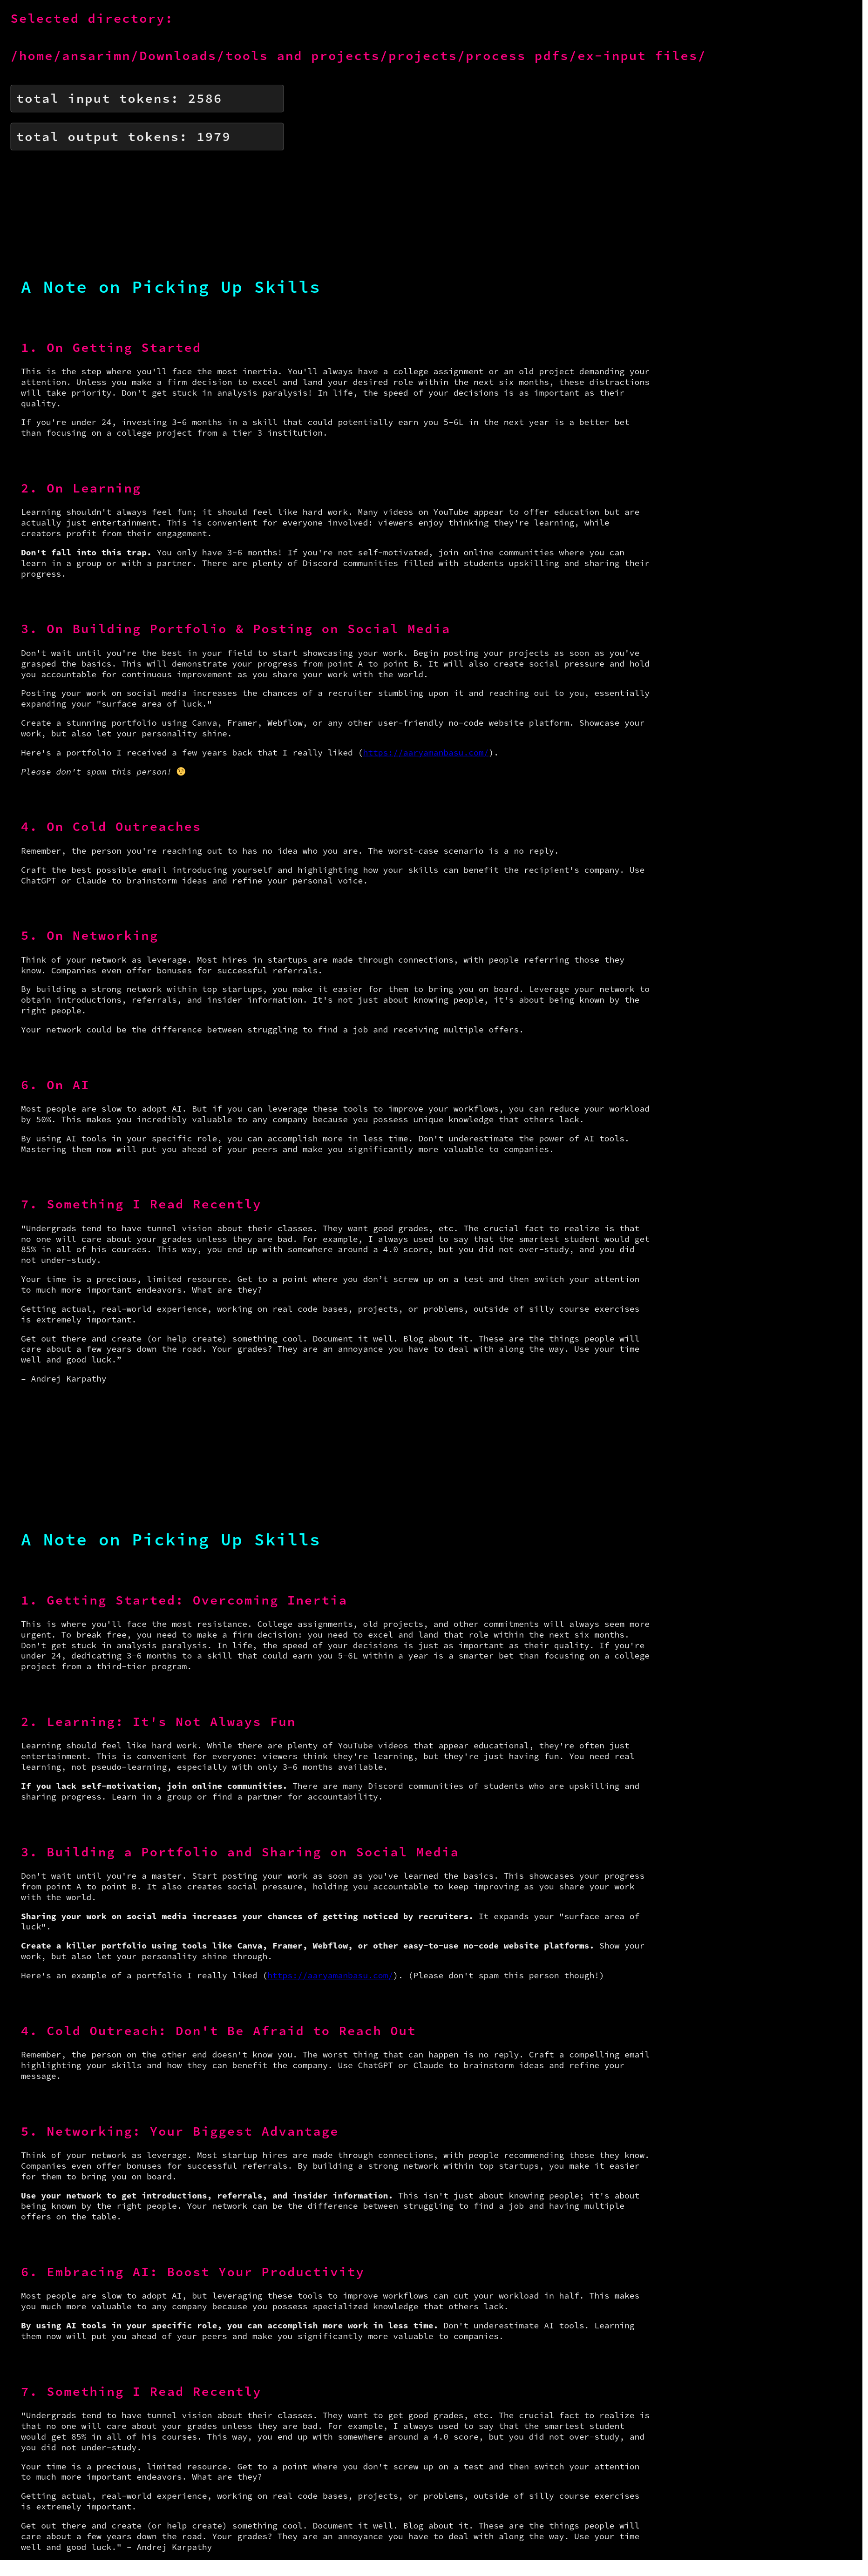 Selected directory:
/home/ansarimn/Downloads/tools and projects/projects/process pdfs/ex-input files/
total input tokens: 2586
total output tokens: 1979
A Note on Picking Up Skills
1. On Getting Started
This is the step where you'll face the most inertia. You'll always have a college assignment or an old project demanding your
attention. Unless you make a firm decision to excel and land your desired role within the next six months, these distractions
will take priority. Don't get stuck in analysis paralysis! In life, the speed of your decisions is as important as their
quality.
If you're under 24, investing 3-6 months in a skill that could potentially earn you 5-6L in the next year is a better bet
than focusing on a college project from a tier 3 institution.
2. On Learning
Learning shouldn't always feel fun; it should feel like hard work. Many videos on YouTube appear to offer education but are
actually just entertainment. This is convenient for everyone involved: viewers enjoy thinking they're learning, while
creators profit from their engagement.
Don't fall into this trap. You only have 3-6 months! If you're not self-motivated, join online communities where you can
learn in a group or with a partner. There are plenty of Discord communities filled with students upskilling and sharing their
progress.
3. On Building Portfolio & Posting on Social Media
Don't wait until you're the best in your field to start showcasing your work. Begin posting your projects as soon as you've
grasped the basics. This will demonstrate your progress from point A to point B. It will also create social pressure and hold
you accountable for continuous improvement as you share your work with the world.
Posting your work on social media increases the chances of a recruiter stumbling upon it and reaching out to you, essentially
expanding your "surface area of luck."
Create a stunning portfolio using Canva, Framer, Webflow, or any other user-friendly no-code website platform. Showcase your
work, but also let your personality shine.
Here's a portfolio I received a few years back that I really liked ( ).
Please don't spam this person! 😉
4. On Cold Outreaches
Remember, the person you're reaching out to has no idea who you are. The worst-case scenario is a no reply.
Craft the best possible email introducing yourself and highlighting how your skills can benefit the recipient's company. Use
ChatGPT or Claude to brainstorm ideas and refine your personal voice.
5. On Networking
Think of your network as leverage. Most hires in startups are made through connections, with people referring those they
know. Companies even offer bonuses for successful referrals.
By building a strong network within top startups, you make it easier for them to bring you on board. Leverage your network to
obtain introductions, referrals, and insider information. It's not just about knowing people, it's about being known by the
right people.
Your network could be the difference between struggling to find a job and receiving multiple offers.
6. On AI
Most people are slow to adopt AI. But if you can leverage these tools to improve your workflows, you can reduce your workload
by 50%. This makes you incredibly valuable to any company because you possess unique knowledge that others lack.
By using AI tools in your specific role, you can accomplish more in less time. Don't underestimate the power of AI tools.
Mastering them now will put you ahead of your peers and make you significantly more valuable to companies.
7. Something I Read Recently
"Undergrads tend to have tunnel vision about their classes. They want good grades, etc. The crucial fact to realize is that
no one will care about your grades unless they are bad. For example, I always used to say that the smartest student would get
85% in all of his courses. This way, you end up with somewhere around a 4.0 score, but you did not over-study, and you did
not under-study.
Your time is a precious, limited resource. Get to a point where you don't screw up on a test and then switch your attention
to much more important endeavors. What are they?
Getting actual, real-world experience, working on real code bases, projects, or problems, outside of silly course exercises
is extremely important.
Get out there and create (or help create) something cool. Document it well. Blog about it. These are the things people will
care about a few years down the road. Your grades? They are an annoyance you have to deal with along the way. Use your time
well and good luck."
– Andrej Karpathy
A Note on Picking Up Skills
1. Getting Started: Overcoming Inertia
This is where you'll face the most resistance. College assignments, old projects, and other commitments will always seem more
urgent. To break free, you need to make a firm decision: you need to excel and land that role within the next six months.
Don't get stuck in analysis paralysis. In life, the speed of your decisions is just as important as their quality. If you're
under 24, dedicating 3-6 months to a skill that could earn you 5-6L within a year is a smarter bet than focusing on a college
project from a third-tier program.
2. Learning: It's Not Always Fun
Learning should feel like hard work. While there are plenty of YouTube videos that appear educational, they're often just
entertainment. This is convenient for everyone: viewers think they're learning, but they're just having fun. You need real
learning, not pseudo-learning, especially with only 3-6 months available.
If you lack self-motivation, join online communities. There are many Discord communities of students who are upskilling and
sharing progress. Learn in a group or find a partner for accountability.
3. Building a Portfolio and Sharing on Social Media
Don't wait until you're a master. Start posting your work as soon as you've learned the basics. This showcases your progress
from point A to point B. It also creates social pressure, holding you accountable to keep improving as you share your work
with the world.
Sharing your work on social media increases your chances of getting noticed by recruiters. It expands your "surface area of
luck".
Create a killer portfolio using tools like Canva, Framer, Webflow, or other easy-to-use no-code website platforms. Show your
work, but also let your personality shine through.
Here's an example of a portfolio I really liked ( ). (Please don't spam this person though!)
4. Cold Outreach: Don't Be Afraid to Reach Out
Remember, the person on the other end doesn't know you. The worst thing that can happen is no reply. Craft a compelling email
highlighting your skills and how they can benefit the company. Use ChatGPT or Claude to brainstorm ideas and refine your
message.
5. Networking: Your Biggest Advantage
Think of your network as leverage. Most startup hires are made through connections, with people recommending those they know.
Companies even offer bonuses for successful referrals. By building a strong network within top startups, you make it easier
for them to bring you on board.
Use your network to get introductions, referrals, and insider information. This isn't just about knowing people; it's about
being known by the right people. Your network can be the difference between struggling to find a job and having multiple
offers on the table.
6. Embracing AI: Boost Your Productivity
Most people are slow to adopt AI, but leveraging these tools to improve workflows can cut your workload in half. This makes
you much more valuable to any company because you possess specialized knowledge that others lack.
By using AI tools in your specific role, you can accomplish more work in less time. Don't underestimate AI tools. Learning
them now will put you ahead of your peers and make you significantly more valuable to companies.
7. Something I Read Recently
"Undergrads tend to have tunnel vision about their classes. They want to get good grades, etc. The crucial fact to realize is
that no one will care about your grades unless they are bad. For example, I always used to say that the smartest student
would get 85% in all of his courses. This way, you end up with somewhere around a 4.0 score, but you did not over-study, and
you did not under-study.
Your time is a precious, limited resource. Get to a point where you don't screw up on a test and then switch your attention
to much more important endeavors. What are they?
Getting actual, real-world experience, working on real code bases, projects, or problems, outside of silly course exercises
is extremely important.
Get out there and create (or help create) something cool. Document it well. Blog about it. These are the things people will
care about a few years down the road. Your grades? They are an annoyance you have to deal with along the way. Use your time
well and good luck." – Andrej Karpathy